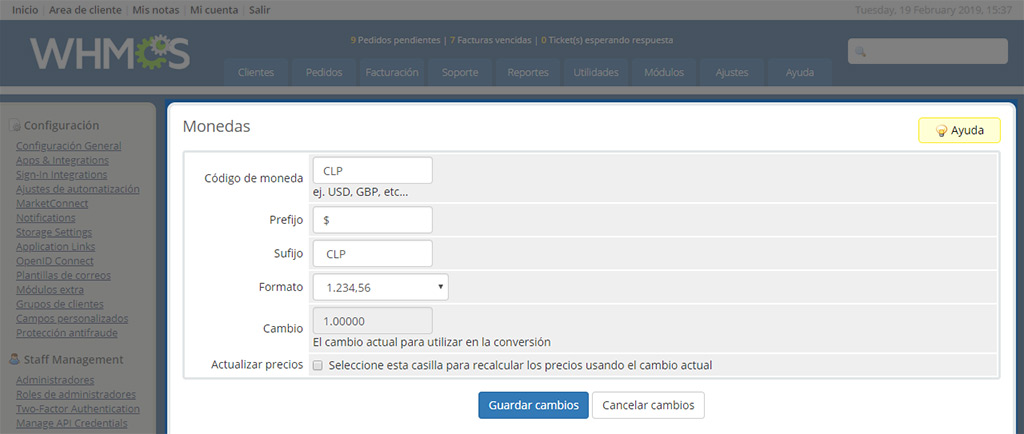 Inicio | Area de cliente | Mis notas | Mi cuenta | Salir
Tuesday, 19 February 2019, 15:37
WHMCS
9 Pedidos pendientes | 7 Facturas vencidas | 0 Ticket(s) esperando respuesta
Clientes Pedidos Facturación Soporte Reportes Utilidades Módulos Ajustes Ayuda
Configuración
Configuración General
Apps & Integrations
Sign-In Integrations
Ajustes de automatización
MarketConnect
Notifications
Storage Settings
Application Links
OpenID Connect
Plantillas de correos
Módulos extra
Grupos de clientes
Campos personalizados
Protección antifraude
Staff Management
Administradores
Roles de administradores
Two-Factor Authentication
Manage API Credentials
Monedas
Ayuda
Código de moneda CLP
ej. USD, GBP, etc...
Prefijo $
Sufijo CLP
Formato 1.234,56
Cambio 1.00000
El cambio actual para utilizar en la conversión
Actualizar precios Seleccione esta casilla para recalcular los precios usando el cambio actual
Guardar cambios Cancelar cambios